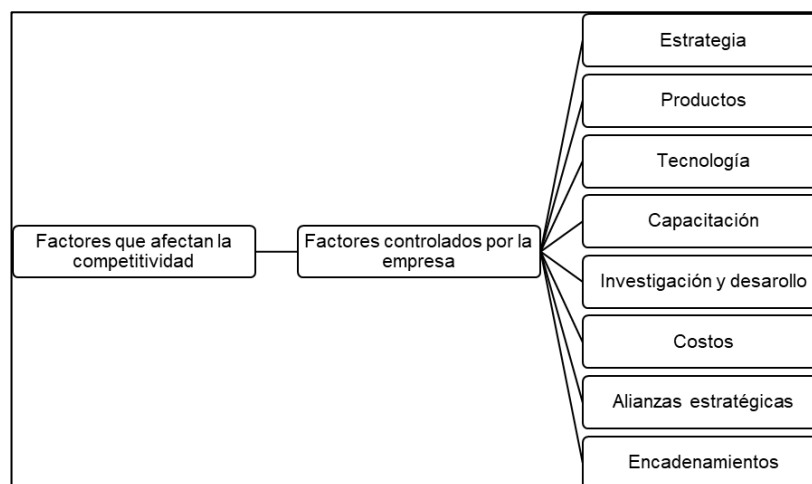 Factores que afectan la
competitividad
Factores controlados por la
empresa
Estrategia
Productos
Tecnología
Capacitación
Investigación y desarollo
Costos
Alianzas estratégicas
Encadenamientos